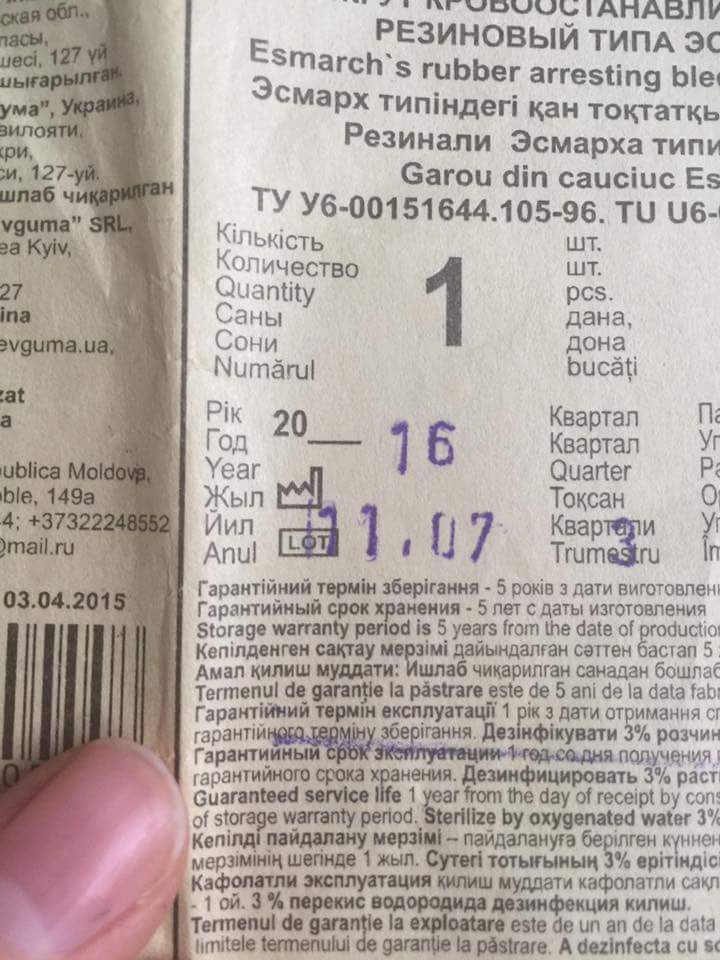 ская обл.,
ласы,
шесі, 127 үй
шығарылған
ума", Украина,
вилояти,
кри,
си, 127-уй.
шлаб чиқарилган
vguma" SRL,
ea Kyiv,
27
ina
evguma.ua,
zat
a
publica Moldova,
oble, 149a
4; +37322248552
@mail.ru
03.04.2015
КРОВООСТАНАВЛИ
РЕЗИНОВЫЙ ТИПА ЭС
Esmarch`s rubber arresting blee
Эсмарх типіндегі қан тоқтатқы
Резинали Эсмарха типи
Garou din cauciuc Es
ТУ У6-00151644.105-96. TU U6-
Кількість шт.
Количество 1 шт.
Quantity pcs.
Саны дана,
Сони дона
Numărul bucăți
Рік 20__ 16 Квартал
Год Квартал
Year Quarter
Жыл Тоқсан
Йил LOT 11.07 Квартали 3
Anul Trumestru
Гарантійний термін зберігання - 5 років з дати виготовлен
Гарантийный срок хранения - 5 лет с даты изготовления
Storage warranty period is 5 years from the date of production
Кепілденген сақтау мерзімі дайындалған сәттен бастап 5
Амал қилиш муддати: Ишлаб чиқарилган санадан бошлаб
Termenul de garanție la păstrare este de 5 ani de la data fab
Гарантійний термін експлуатації 1 рік з дати отримання сп
гарантійного терміну зберігання. Дезінфікувати 3% розчин
Гарантийный срок эксплуатации 1 год со дня получения
гарантийного срока хранения. Дезинфицировать 3% раст
Guaranteed service life 1 year from the day of receipt by cons
of storage warranty period. Sterilize by oxygenated water 3%
Кепілді пайдалану мерзімі – пайдалануға берілген күннен
мерзімінің шегінде 1 жыл. Сутегі тотығының 3% ерітіндіс
Кафолатли эксплуатация қилиш муддати кафолатли сақл
- 1 ой. 3 % перекис водородида дезинфекция килиш.
Termenul de garanție la exploatare este de un an de la data
limitele termenului de garanție la păstrare. A dezinfecta cu so